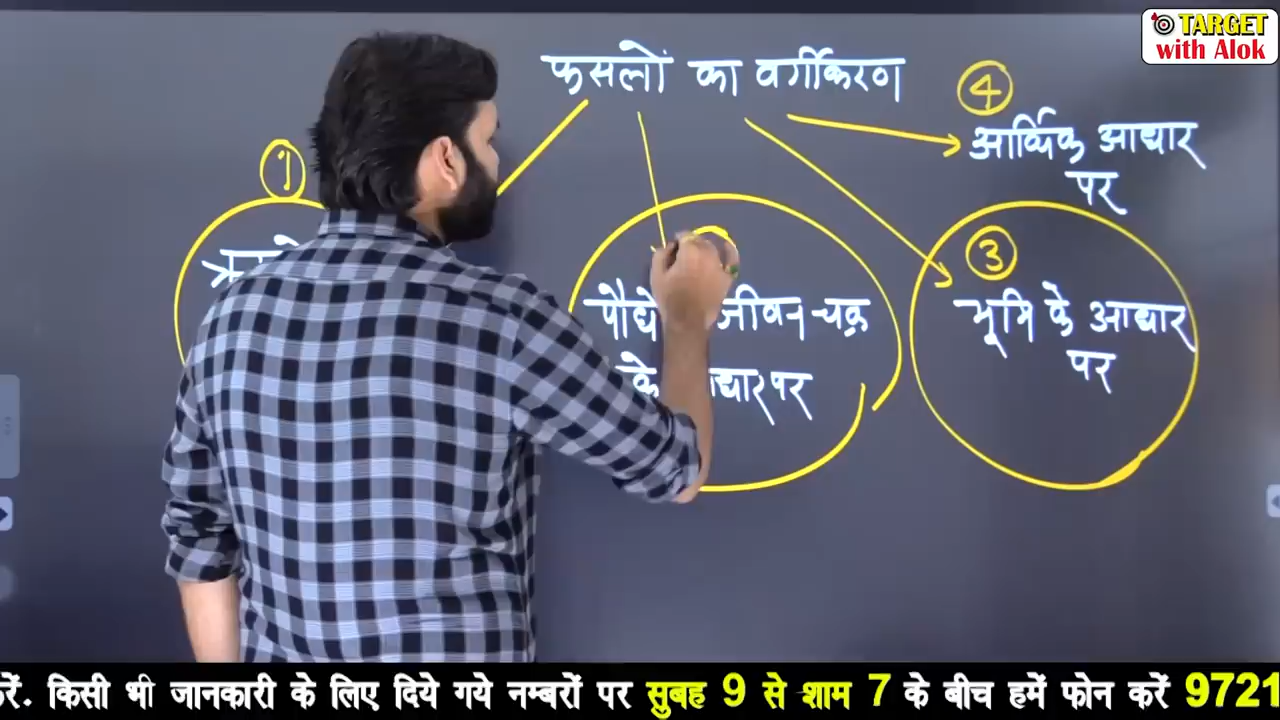 TARGET
with Alok
फसलों का वर्गीकरण
④
आर्थिक आधार
पर
①
③
पौधे जीवन-चक्र
के आधार पर
भूमि के आधार
पर
करें. किसी भी जानकारी के लिए दिये गये नम्बरों पर सुबह 9 से शाम 7 के बीच हमें फोन करें 9721